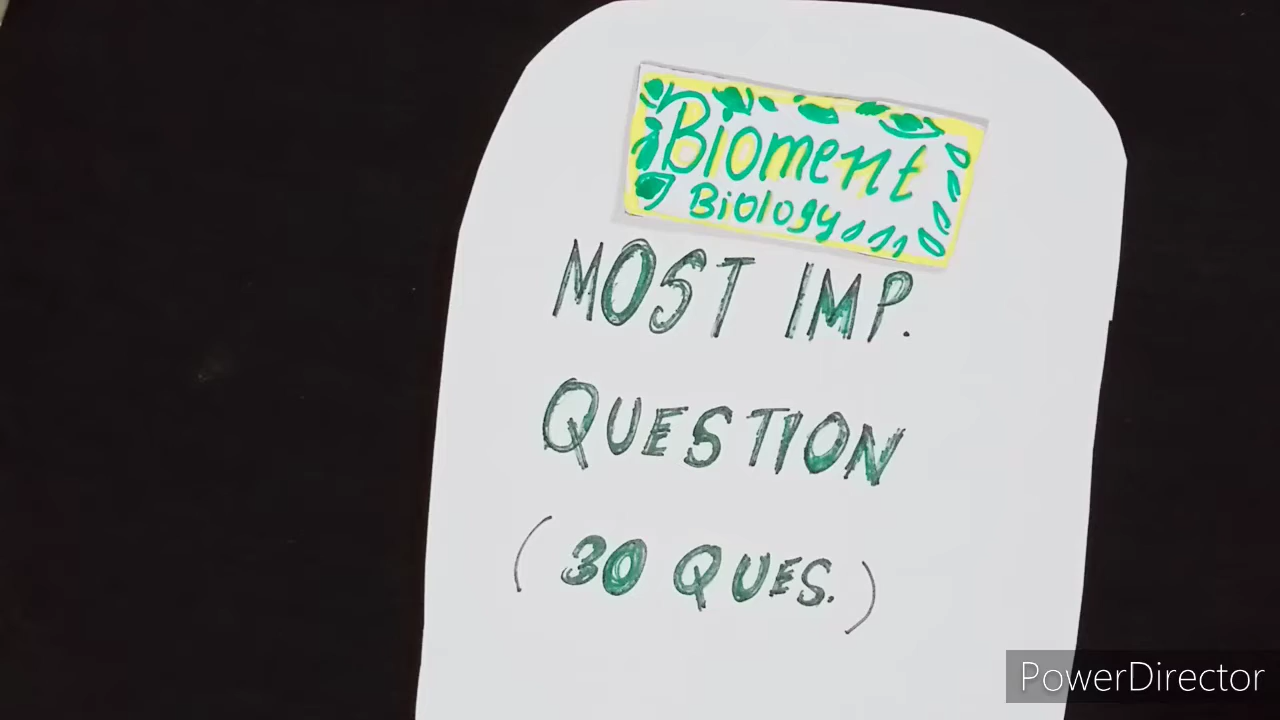 Bioment
Biology
MOST IMP.
QUESTION
(30 QUES.)
PowerDirector